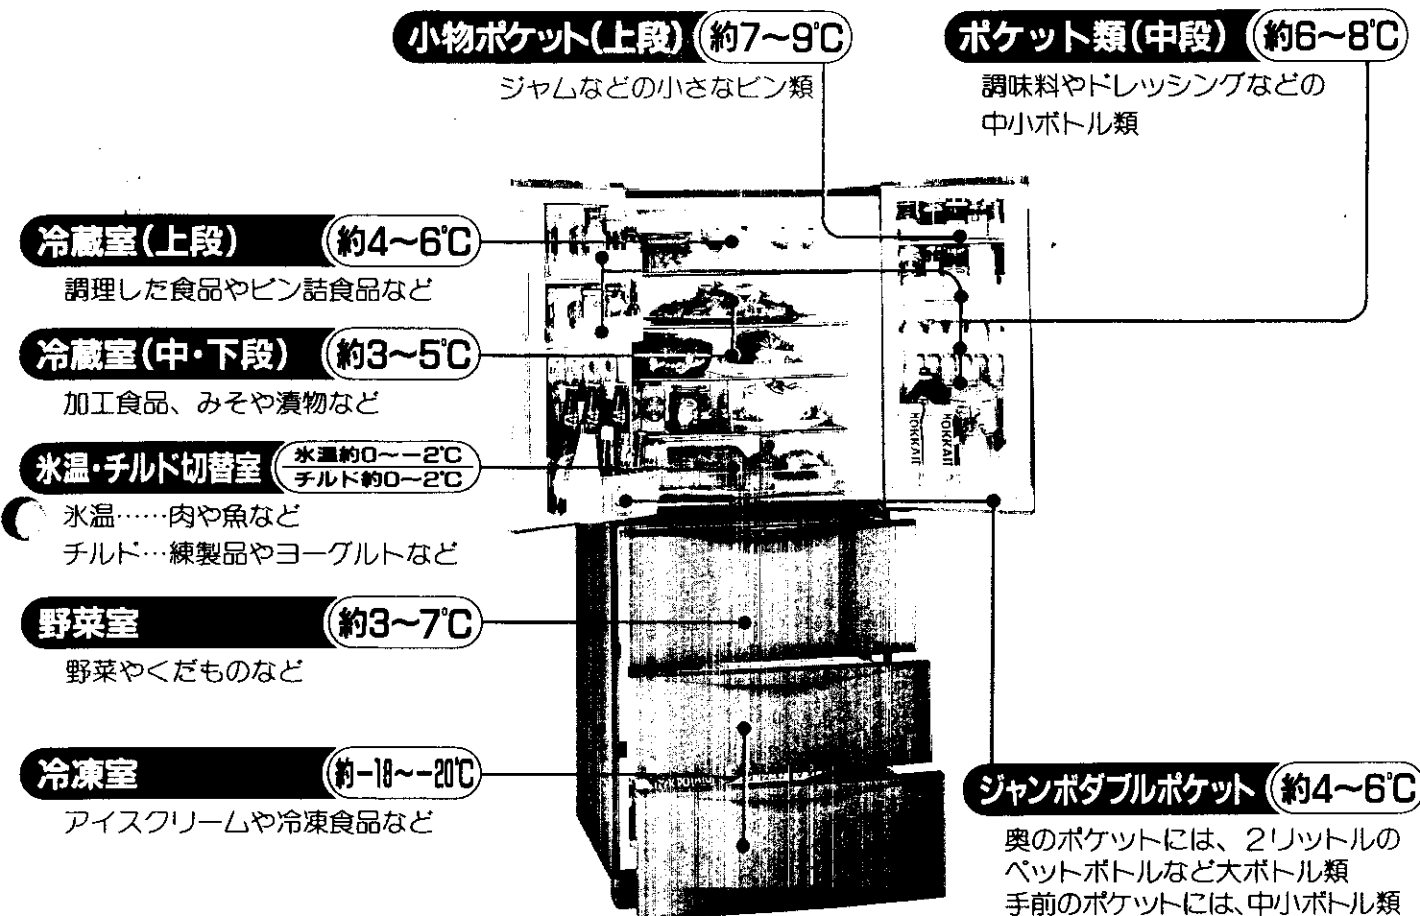 小物ポケット(上段) 約7～9℃
ジャムなどの小さなビン類
ポケット類(中段) 約6～8℃
調味料やドレッシングなどの
中小ボトル類
冷蔵室(上段) 約4～6℃
調理した食品やビン詰食品など
冷蔵室(中・下段) 約3～5℃
加工食品、みそや漬物など
氷温・チルド切替室
氷温約0～−2℃
チルド約0～2℃
氷温……肉や魚など
チルド…練製品やヨーグルトなど
野菜室 約3～7℃
野菜やくだものなど
冷凍室 約−18～−20℃
アイスクリームや冷凍食品など
ジャンボダブルポケット 約4～6℃
奥のポケットには、2リットルの
ペットボトルなど大ボトル類
手前のポケットには、中小ボトル類
HOKKAI
HOKKAI